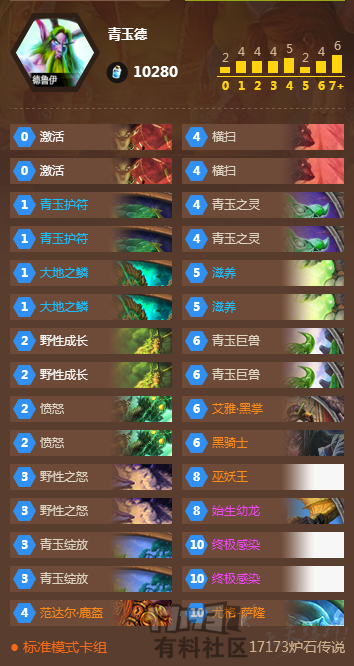 青玉德
德鲁伊
10280
2 4 4 4 5 2 4 6
0 1 2 3 4 5 6 7+
0 激活
0 激活
1 青玉护符
1 青玉护符
1 大地之鳞
1 大地之鳞
2 野性成长
2 野性成长
2 愤怒
2 愤怒
3 野性之怒
3 野性之怒
3 青玉绽放
3 青玉绽放
4 范达尔·鹿盔
4 横扫
4 横扫
4 青玉之灵
4 青玉之灵
5 滋养
5 滋养
6 青玉巨兽
6 青玉巨兽
6 艾雅·黑掌
6 黑骑士
8 巫妖王
8 始生幼龙
10 终极感染
10 终极感染
10 尤格·萨隆
标准模式卡组
有料社区
17173炉石传说